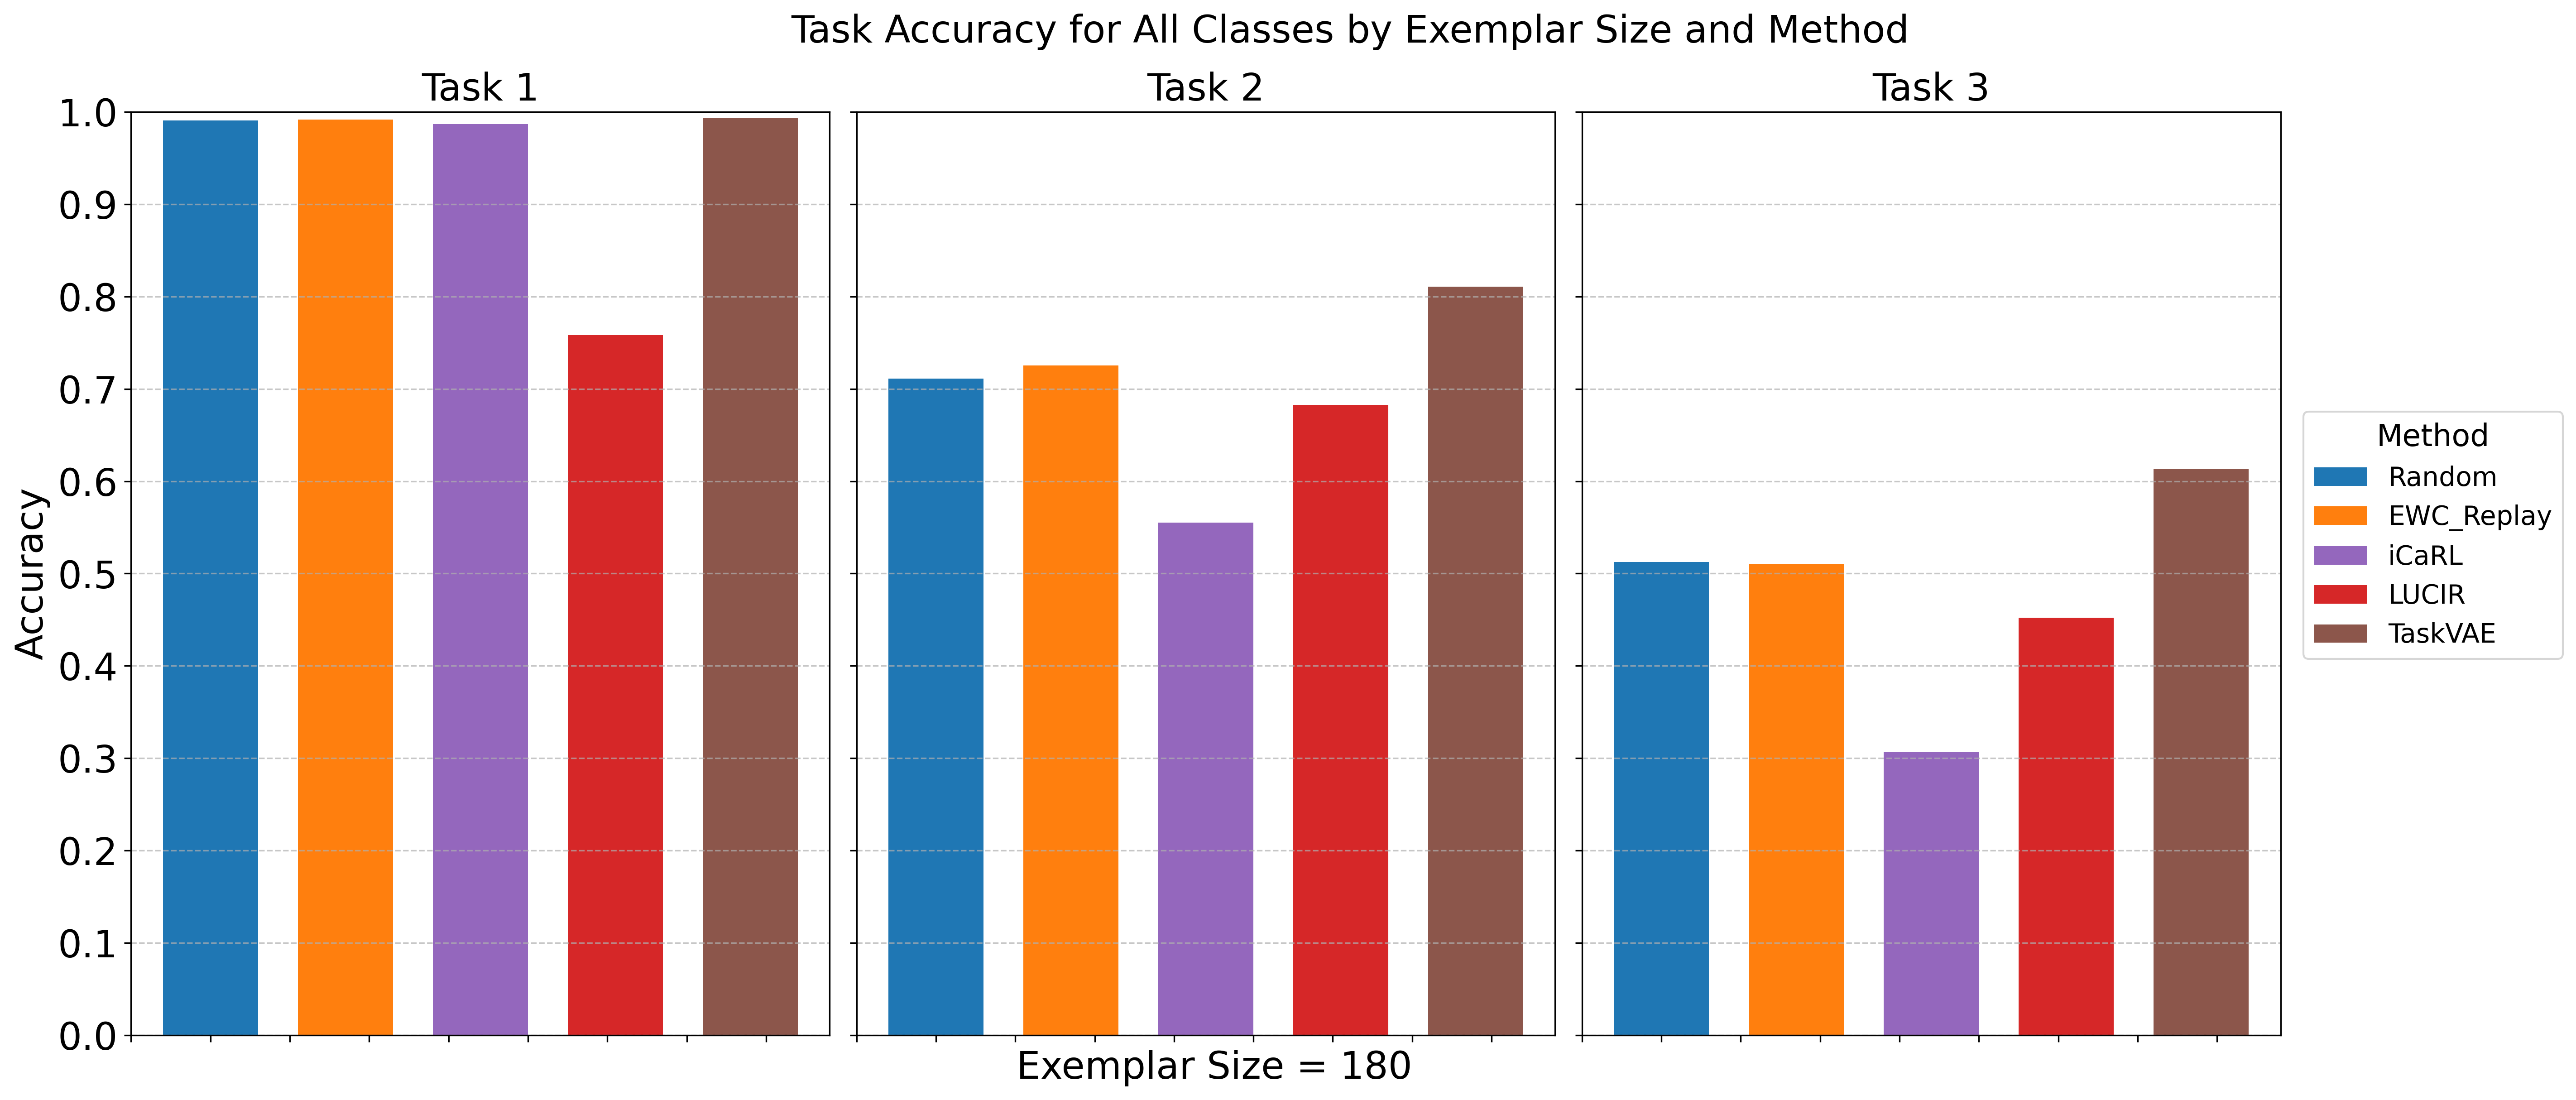 Task Accuracy for All Classes by Exemplar Size and Method
Task 1
Task 2
Task 3
1.0
0.9
0.8
0.7
0.6
0.5
0.4
0.3
0.2
0.1
0.0
Accuracy
Exemplar Size = 180
Method
Random
EWC_Replay
iCaRL
LUCIR
TaskVAE